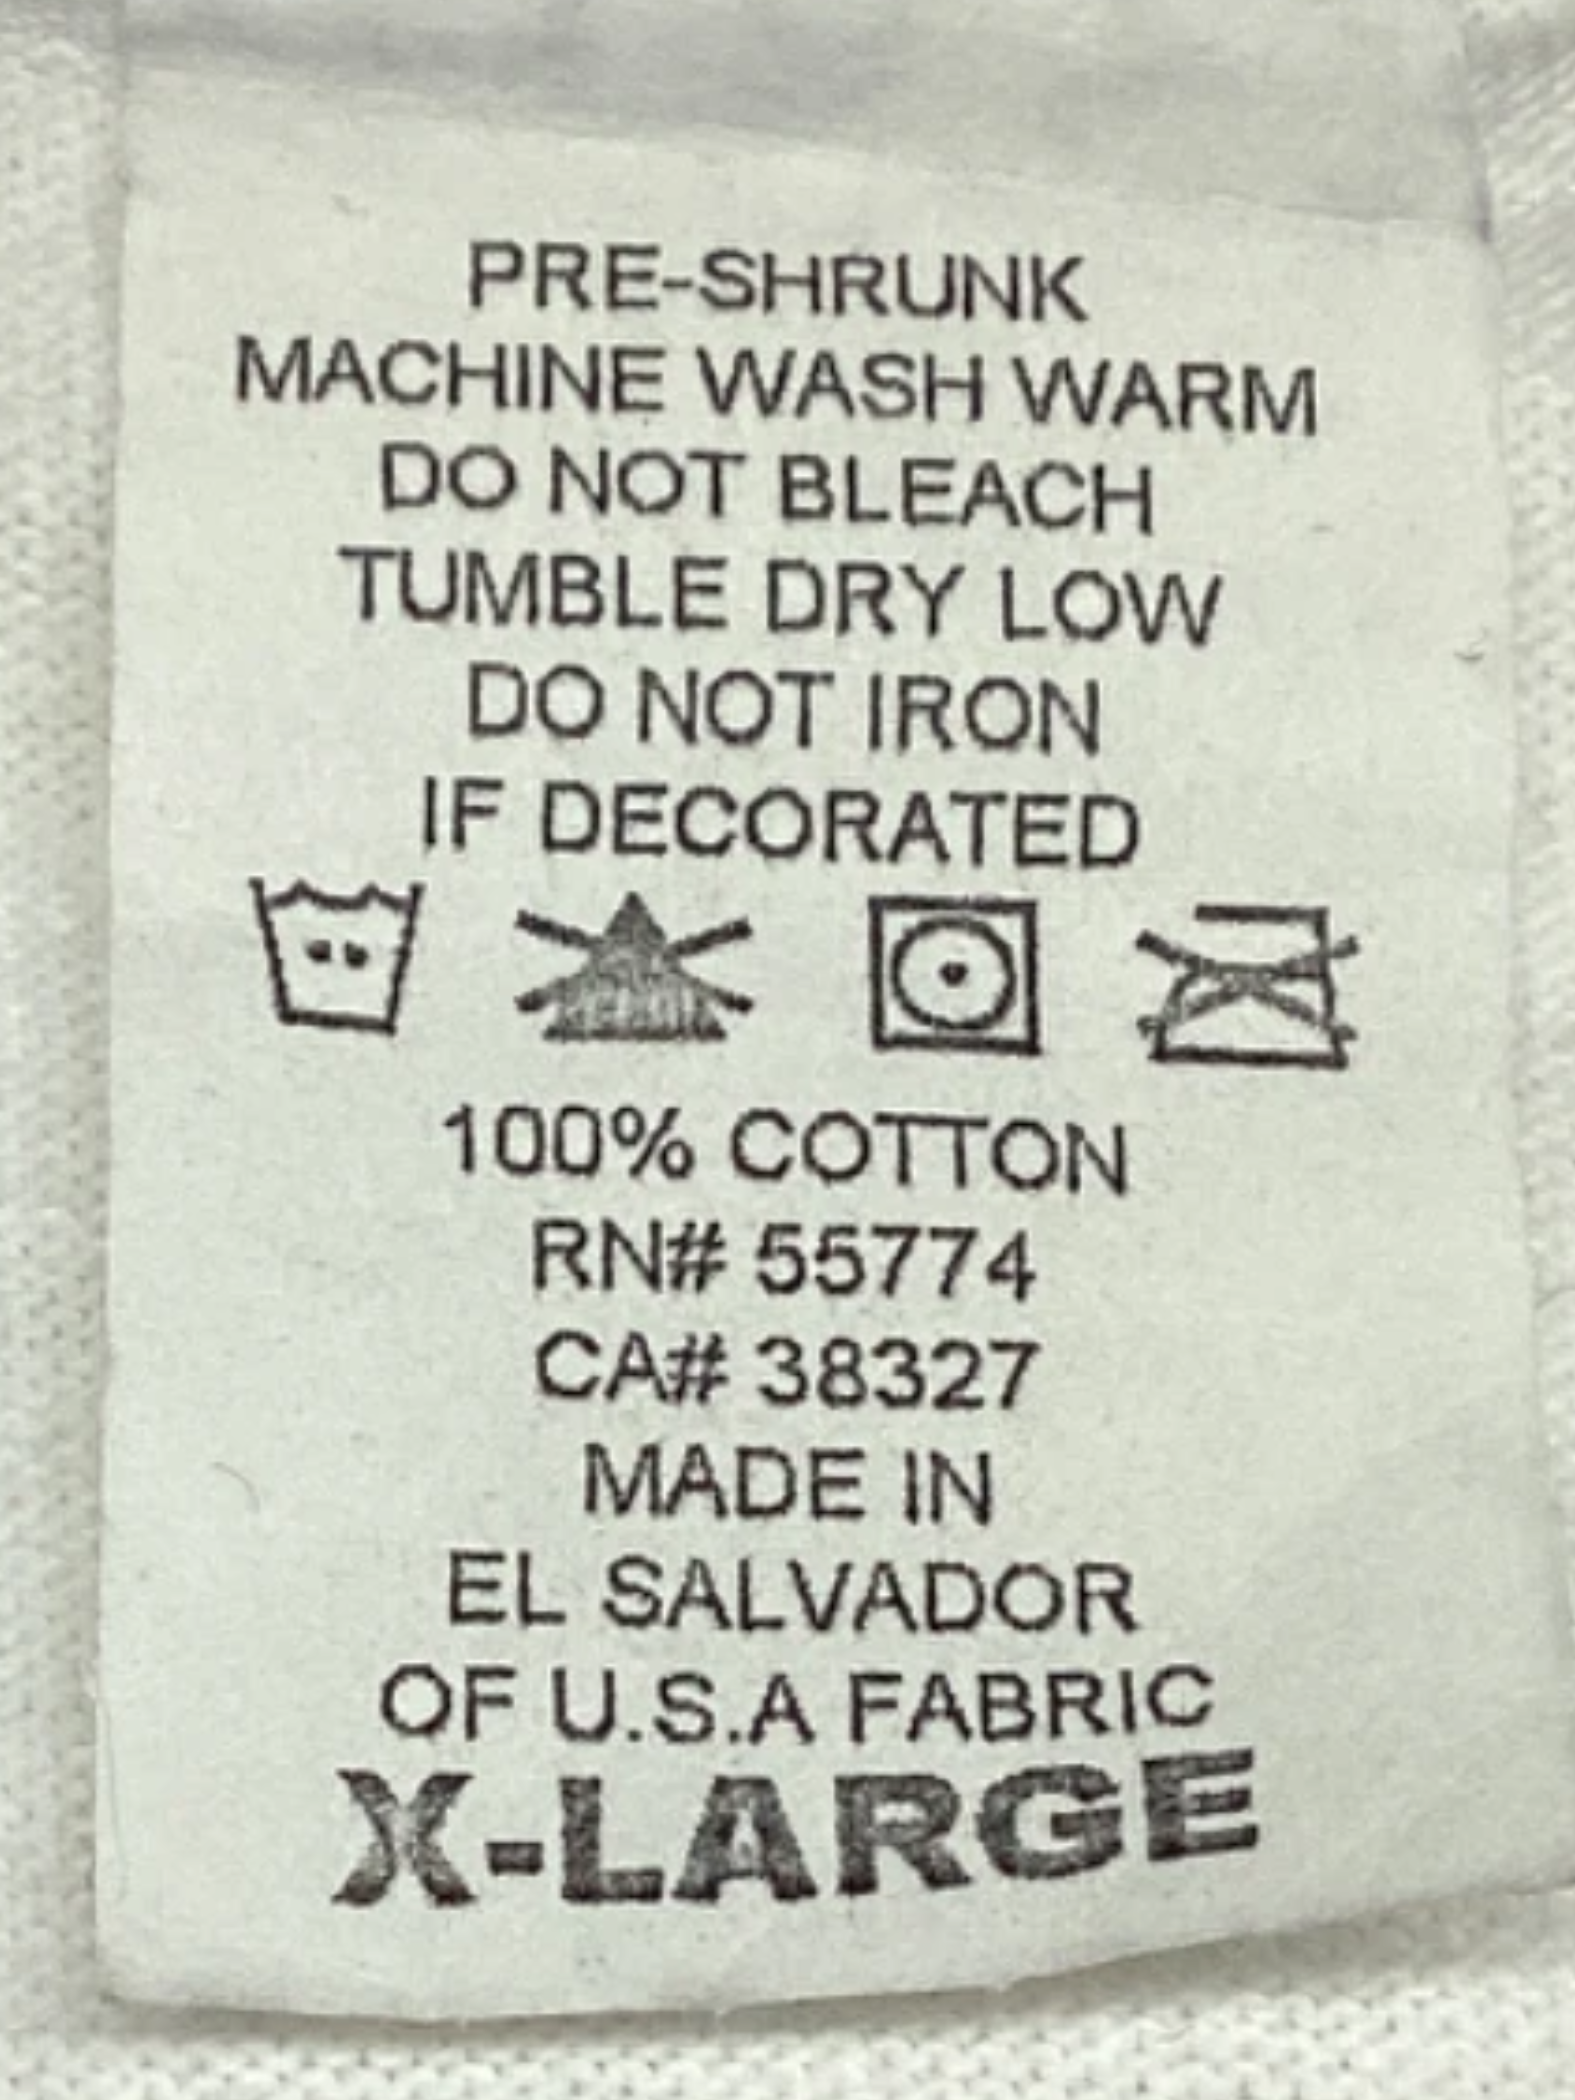 PRE-SHRUNK
MACHINE WASH WARM
DO NOT BLEACH
TUMBLE DRY LOW
DO NOT IRON
IF DECORATED
100% COTTON
RN# 55774
CA# 38327
MADE IN
EL SALVADOR
OF U.S.A FABRIC
X-LARGE